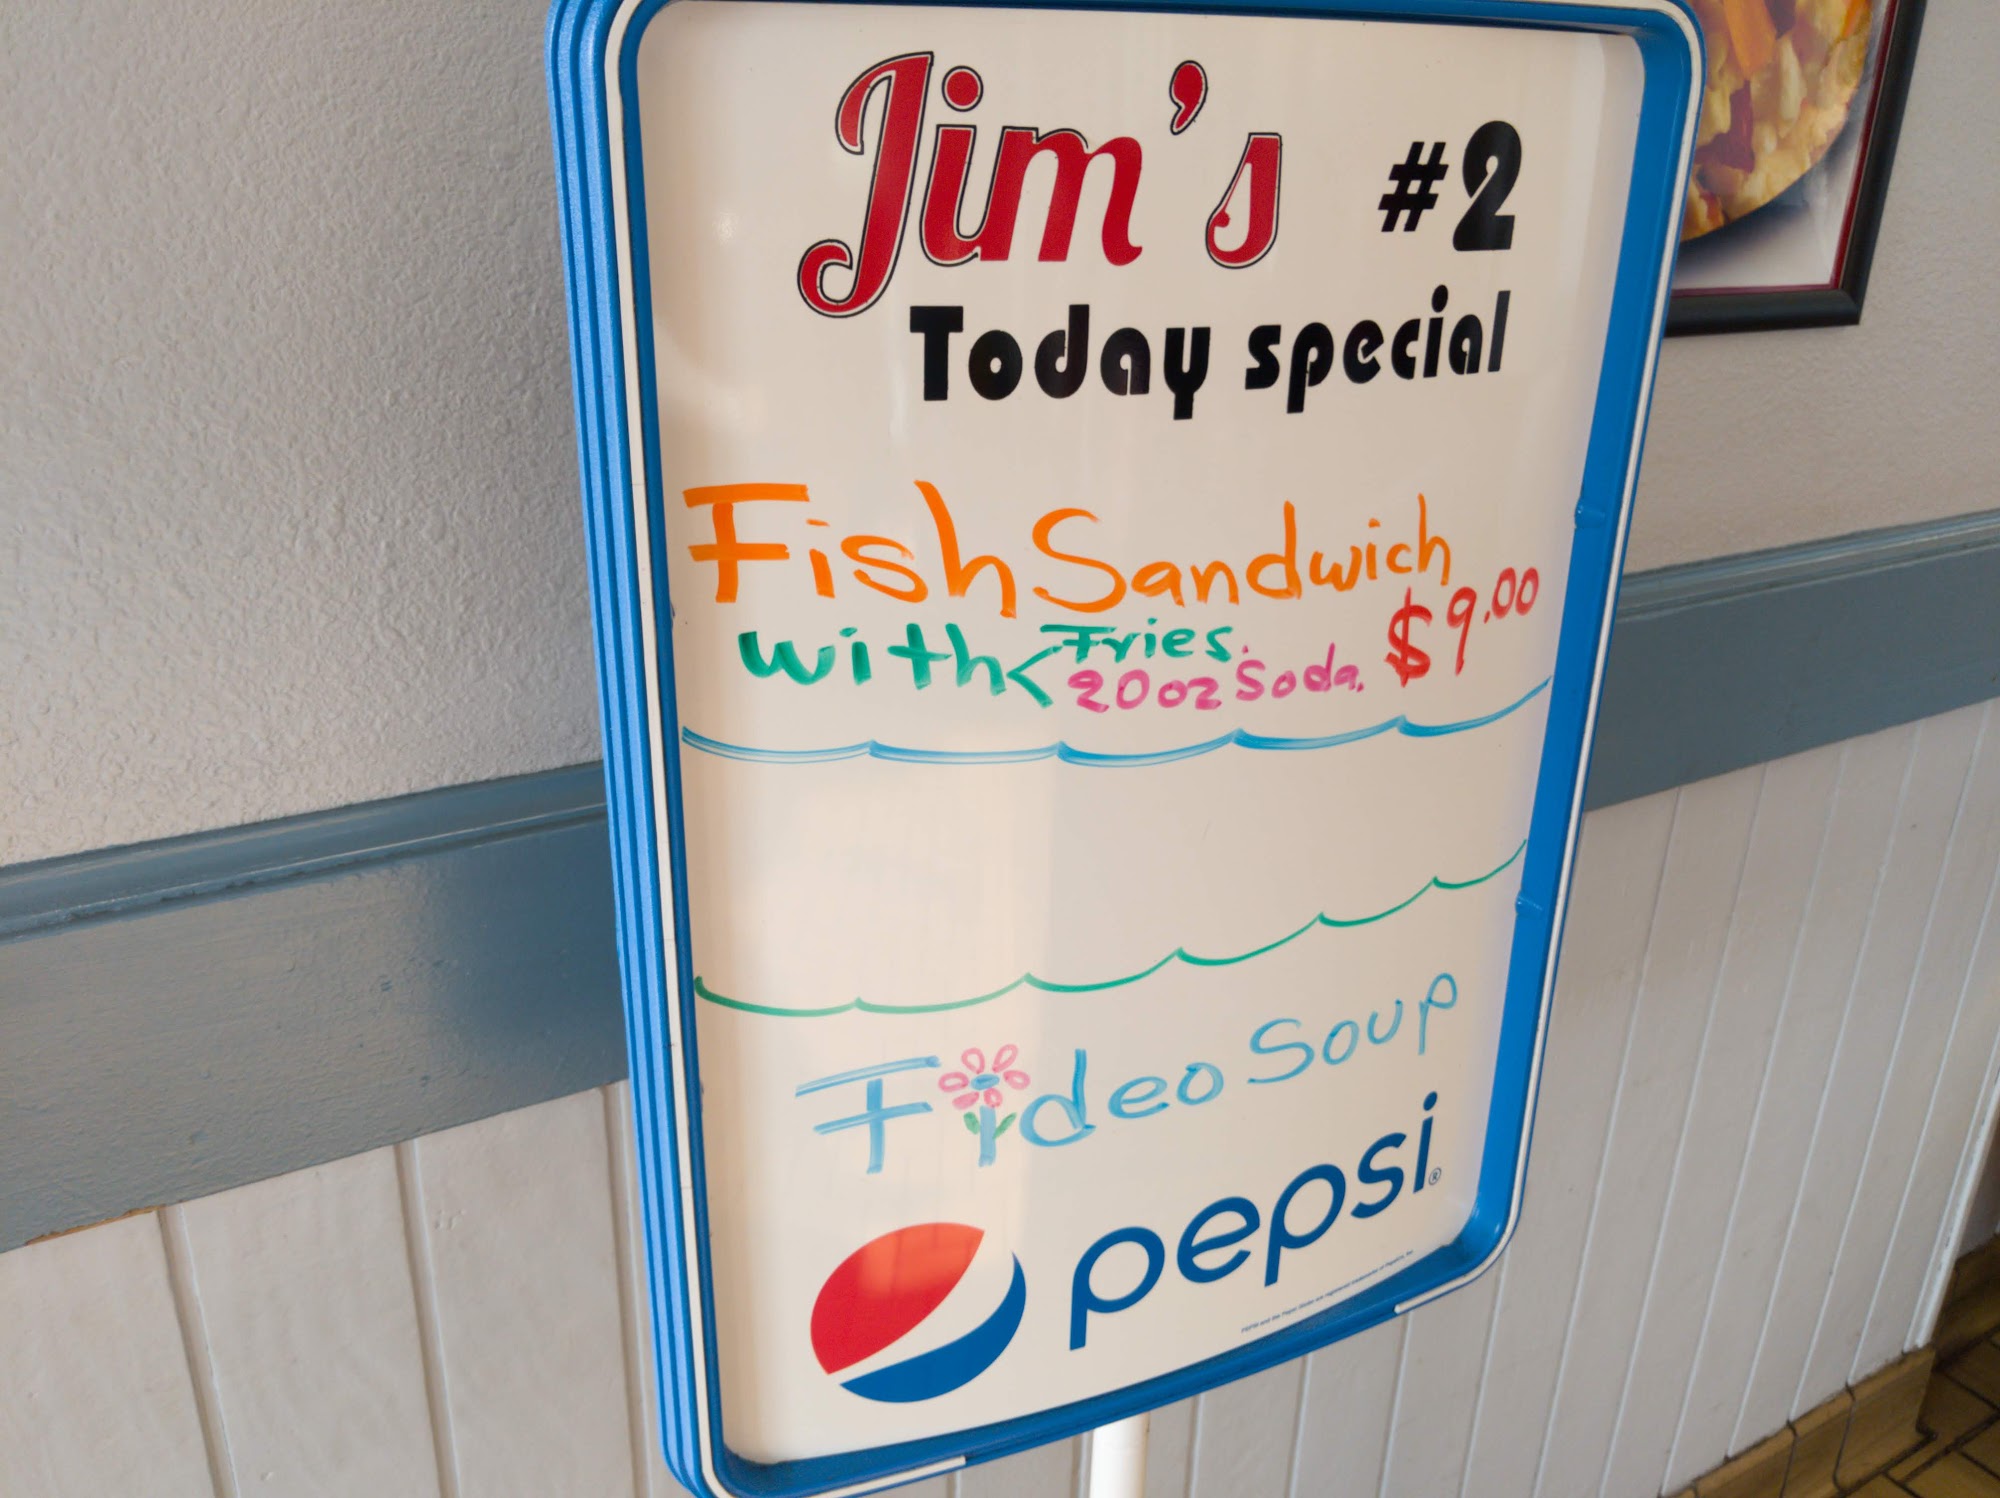 Jim's #2
Today special
Fish Sandwich
with < Fries.
20oz Soda. $9.00
Fideo Soup
pepsi®